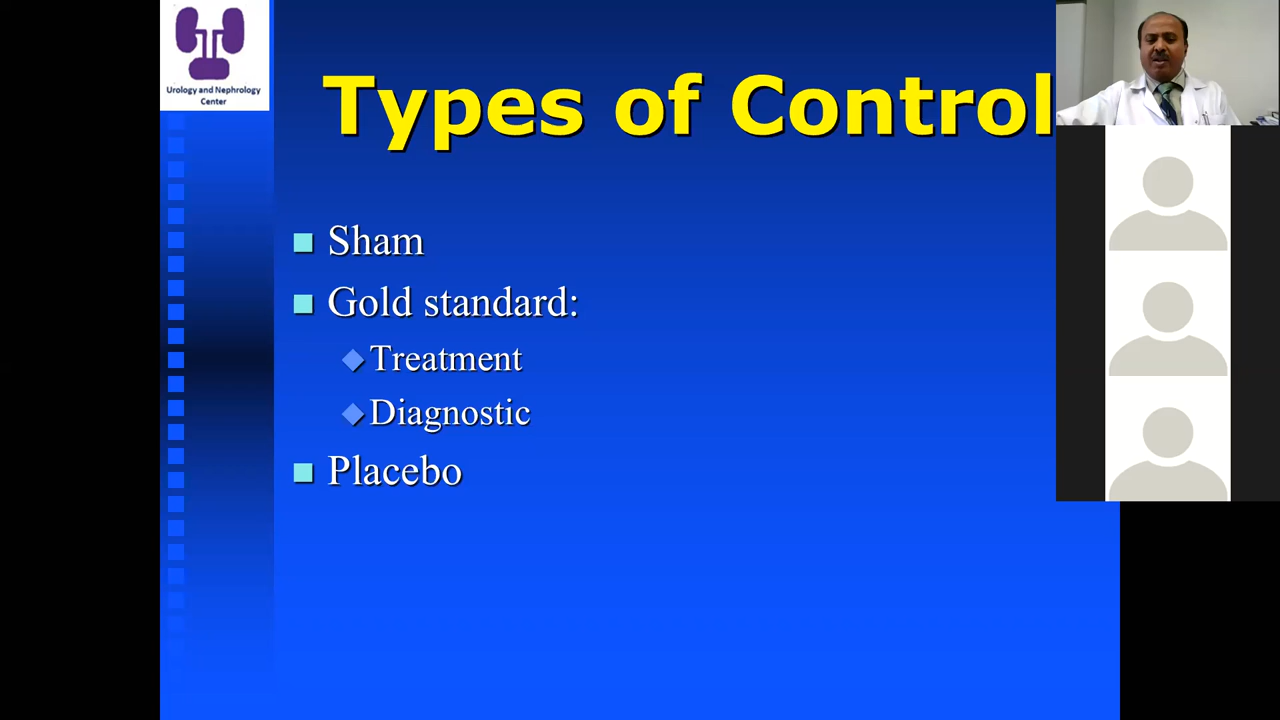 Urology and Nephrology
Center
Types of Control
Sham
Gold standard:
Treatment
Diagnostic
Placebo